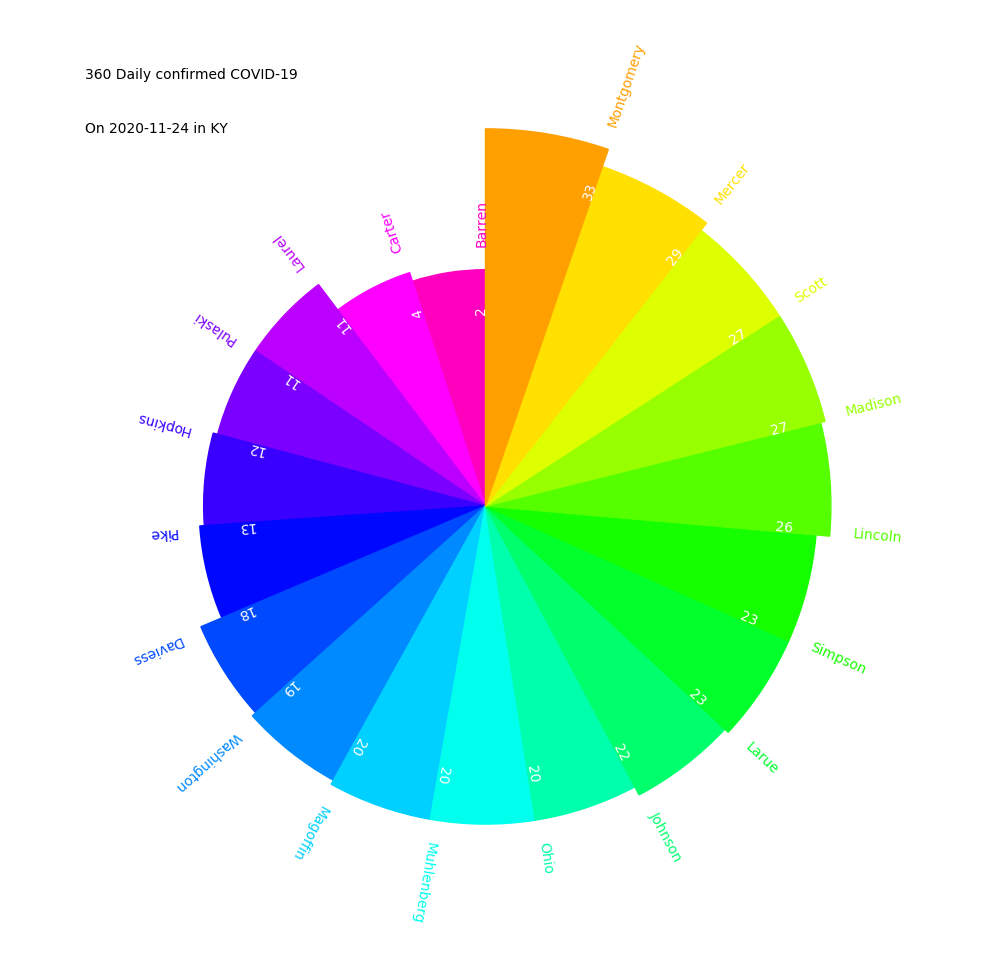 360 Daily confirmed COVID-19
On 2020-11-24 in KY
Montgomery
33
Mercer
29
Scott
27
Madison
27
Lincoln
26
Simpson
23
Larue
23
Johnson
22
Ohio
20
Muhlenberg
20
Magoffin
20
Washington
19
Daviess
18
Pike
13
Hopkins
12
Pulaski
11
Laurel
11
Carter
4
Barren
2